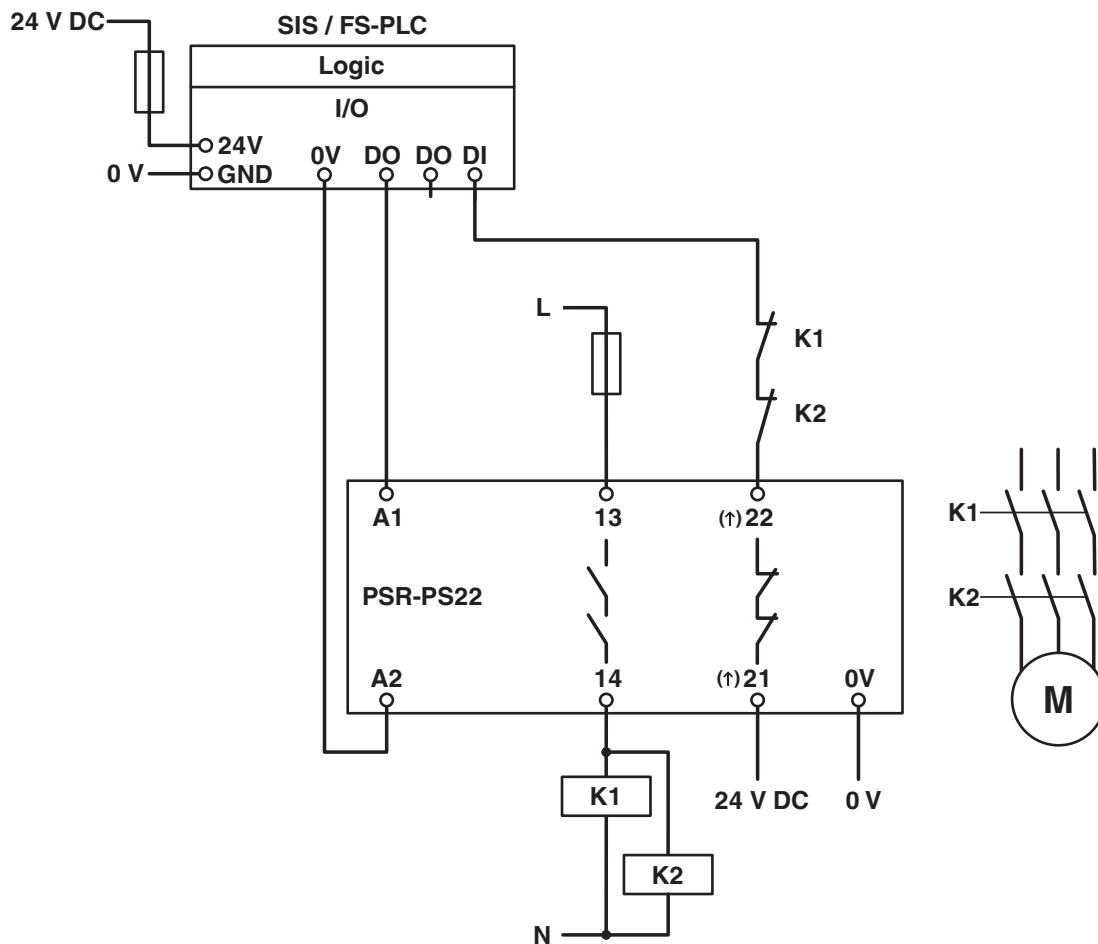 24 V DC
SIS / FS-PLC
Logic
I/O
24V
0V DO DO DI
0 V
GND
L
K1
K2
A1 13 (↑) 22
PSR-PS22
K1
K2
A2 14 (↑) 21 0V
M
K1
24 V DC
0 V
K2
N